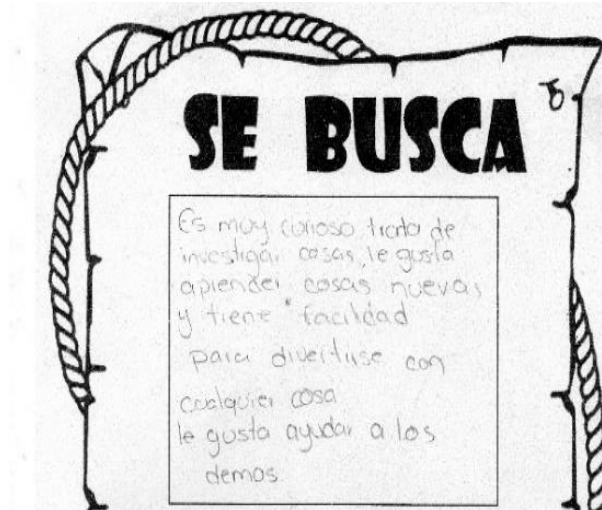 SE BUSCA
Es muy curioso trata de
investigar cosas, le gusta
aprender cosas nuevas
y tiene facilidad
para divertirse con
cualquier cosa
le gusta ayudar a los
demas.